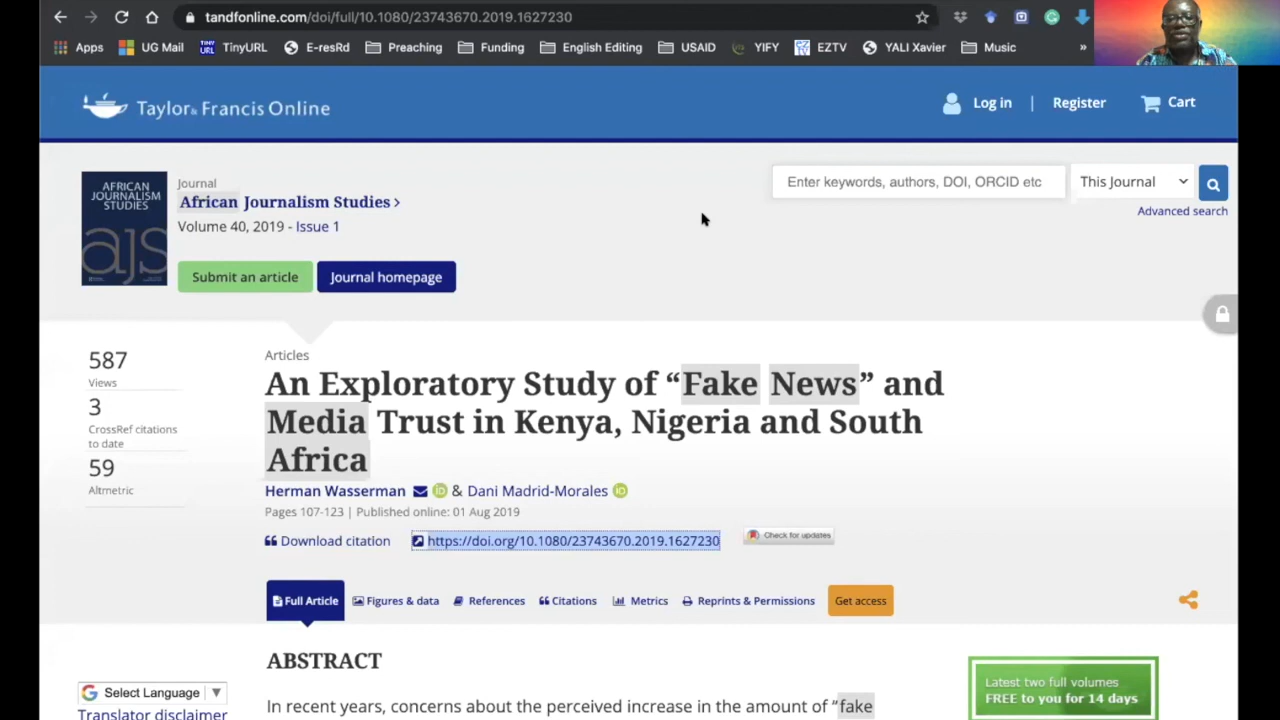 tandfonline.com/doi/full/10.1080/23743670.2019.1627230
Apps UG Mail TINY URL TinyURL E-resRd Preaching Funding English Editing USAID YIFY EZTV YALI Xavier Music »
Taylor & Francis Online
Log in | Register Cart
AFRICAN
JOURNALISM
STUDIES
ajs
Journal
African Journalism Studies >
Volume 40, 2019 - Issue 1
Submit an article Journal homepage
Enter keywords, authors, DOI, ORCID etc This Journal
Advanced search
587
Views
3
CrossRef citations
to date
59
Altmetric
Articles
An Exploratory Study of “Fake News” and
Media Trust in Kenya, Nigeria and South
Africa
Herman Wasserman iD & Dani Madrid-Morales iD
Pages 107-123 | Published online: 01 Aug 2019
Download citation https://doi.org/10.1080/23743670.2019.1627230 Check for updates
Full Article Figures & data References Citations Metrics Reprints & Permissions Get access
ABSTRACT
In recent years, concerns about the perceived increase in the amount of “fake
G Select Language ▼
Translator disclaimer
Latest two full volumes
FREE to you for 14 days